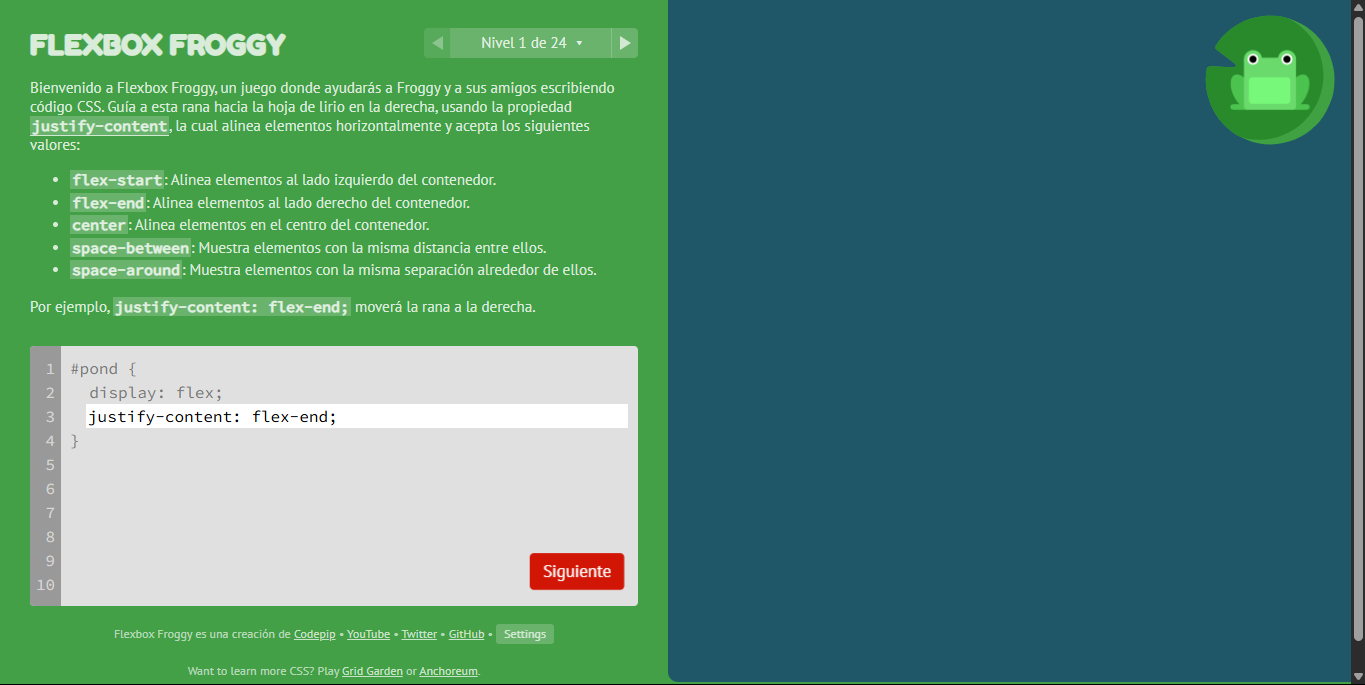 FLEXBOX FROGGY
Nivel 1 de 24
Bienvenido a Flexbox Froggy, un juego donde ayudarás a Froggy y a sus amigos escribiendo
código CSS. Guía a esta rana hacia la hoja de lirio en la derecha, usando la propiedad
justify-content, la cual alinea elementos horizontalmente y acepta los siguientes
valores:
• flex-start: Alinea elementos al lado izquierdo del contenedor.
• flex-end: Alinea elementos al lado derecho del contenedor.
• center: Alinea elementos en el centro del contenedor.
• space-between: Muestra elementos con la misma distancia entre ellos.
• space-around: Muestra elementos con la misma separación alrededor de ellos.
Por ejemplo, justify-content: flex-end; moverá la rana a la derecha.
1 #pond {
2 display: flex;
3 justify-content: flex-end;
4 }
5
6
7
8
9
10
Siguiente
Flexbox Froggy es una creación de Codepip • YouTube • Twitter • GitHub • Settings
Want to learn more CSS? Play Grid Garden or Anchoreum.